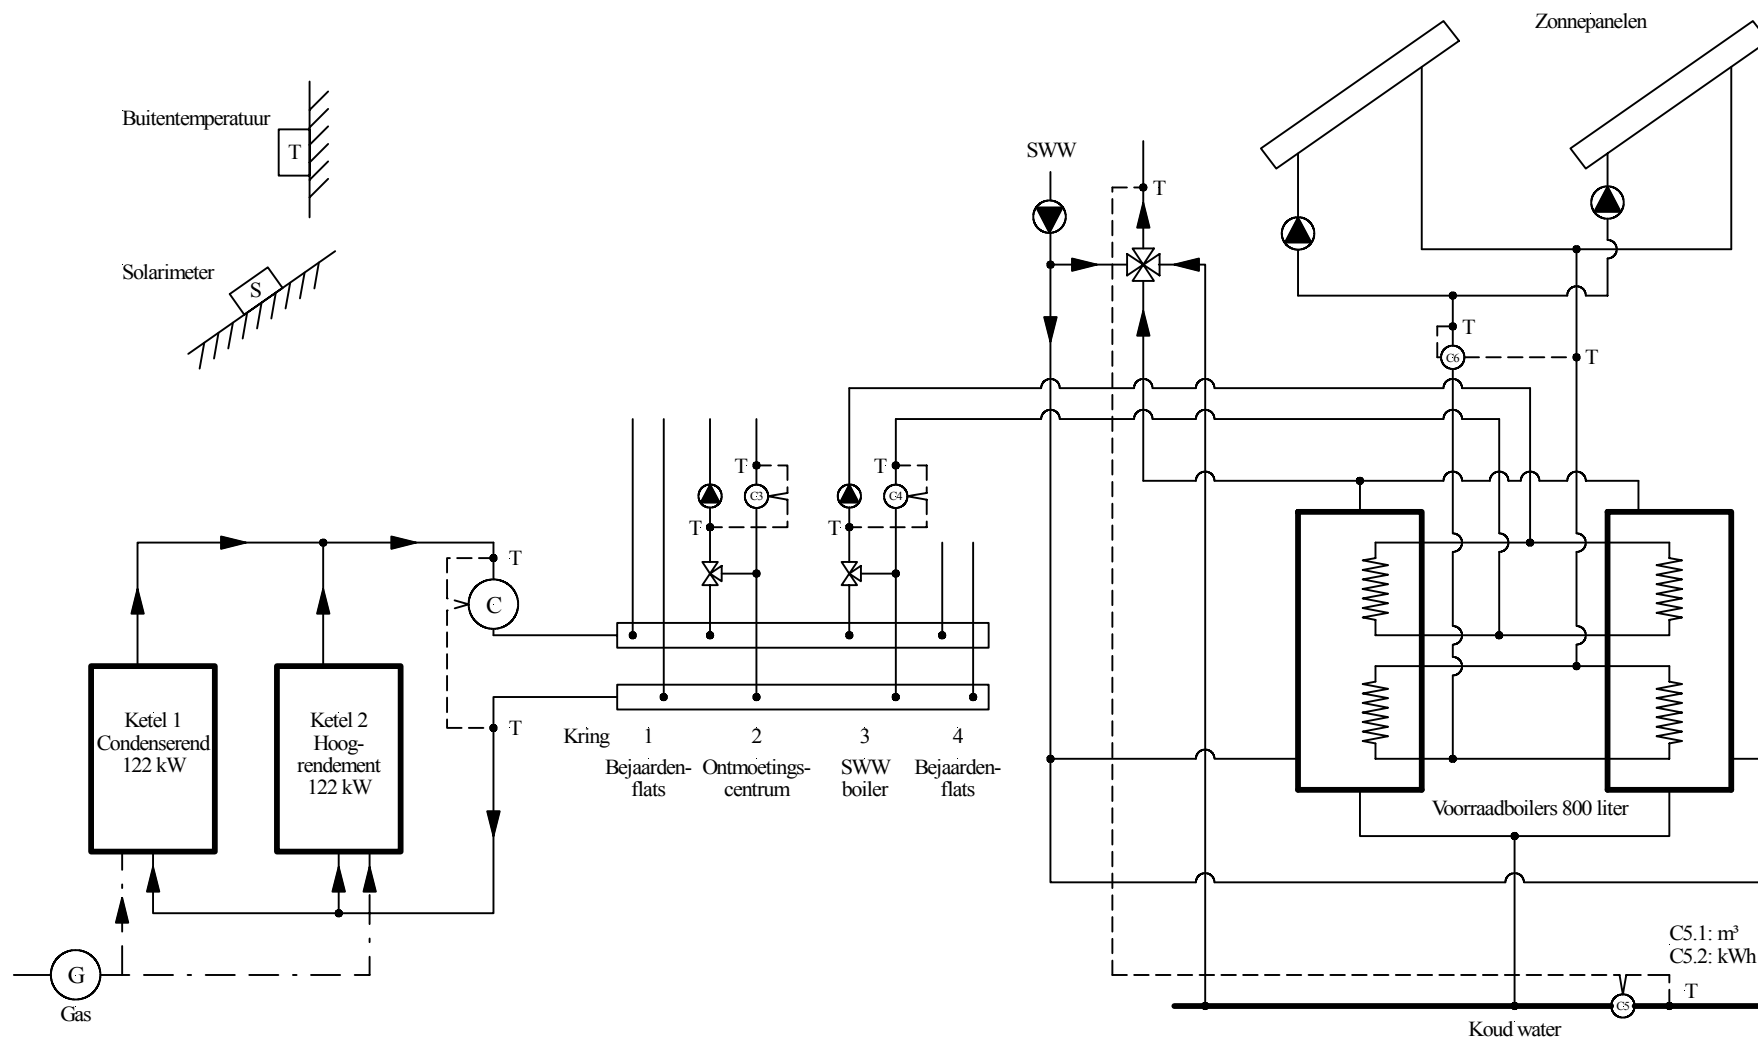 Zonnepanelen
Buitentemperatuur
T
SWW
T
Solarimeter
S
T
C6
T
T
C3
T
T
C4
T
T
C
T
Ketel 1
Condenserend
122 kW
Ketel 2
Hoog-
rendement
122 kW
Kring
1
2
3
4
Bejaarden-
flats
Ontmoetings-
centrum
SWW
boiler
Bejaarden-
flats
Voorraadboilers 800 liter
C5.1: m³
C5.2: kWh
G
Gas
T
C5
Koud water